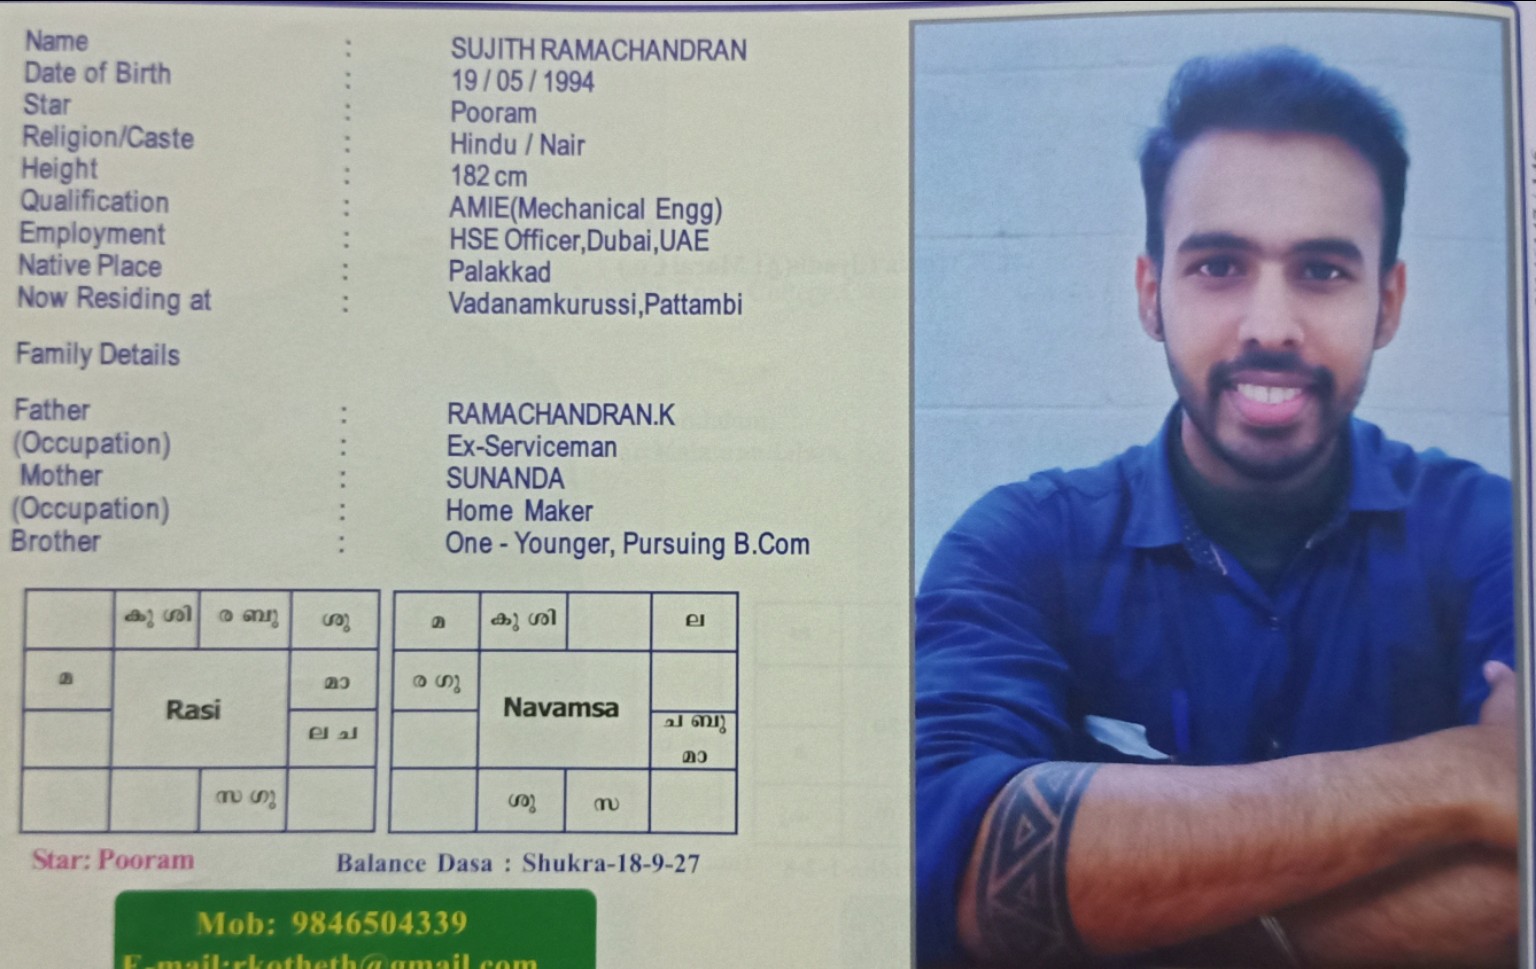 Name : SUJITH RAMACHANDRAN
Date of Birth : 19 / 05 / 1994
Star : Pooram
Religion/Caste : Hindu / Nair
Height : 182 cm
Qualification : AMIE(Mechanical Engg)
Employment : HSE Officer,Dubai,UAE
Native Place : Palakkad
Now Residing at : Vadanamkurussi,Pattambi
Family Details
Father : RAMACHANDRAN.K
(Occupation) : Ex-Serviceman
Mother : SUNANDA
(Occupation) : Home Maker
Brother : One - Younger, Pursuing B.Com
കു ശി ര ബു ശു
മ മാ
Rasi
ല ച
സ ഗു
മ കു ശി ല
ര ഗു
Navamsa
ച ബു
മാ
ശു സ
Star: Pooram Balance Dasa : Shukra-18-9-27
Mob: 9846504339
E-mail:rkotheth@gmail.com